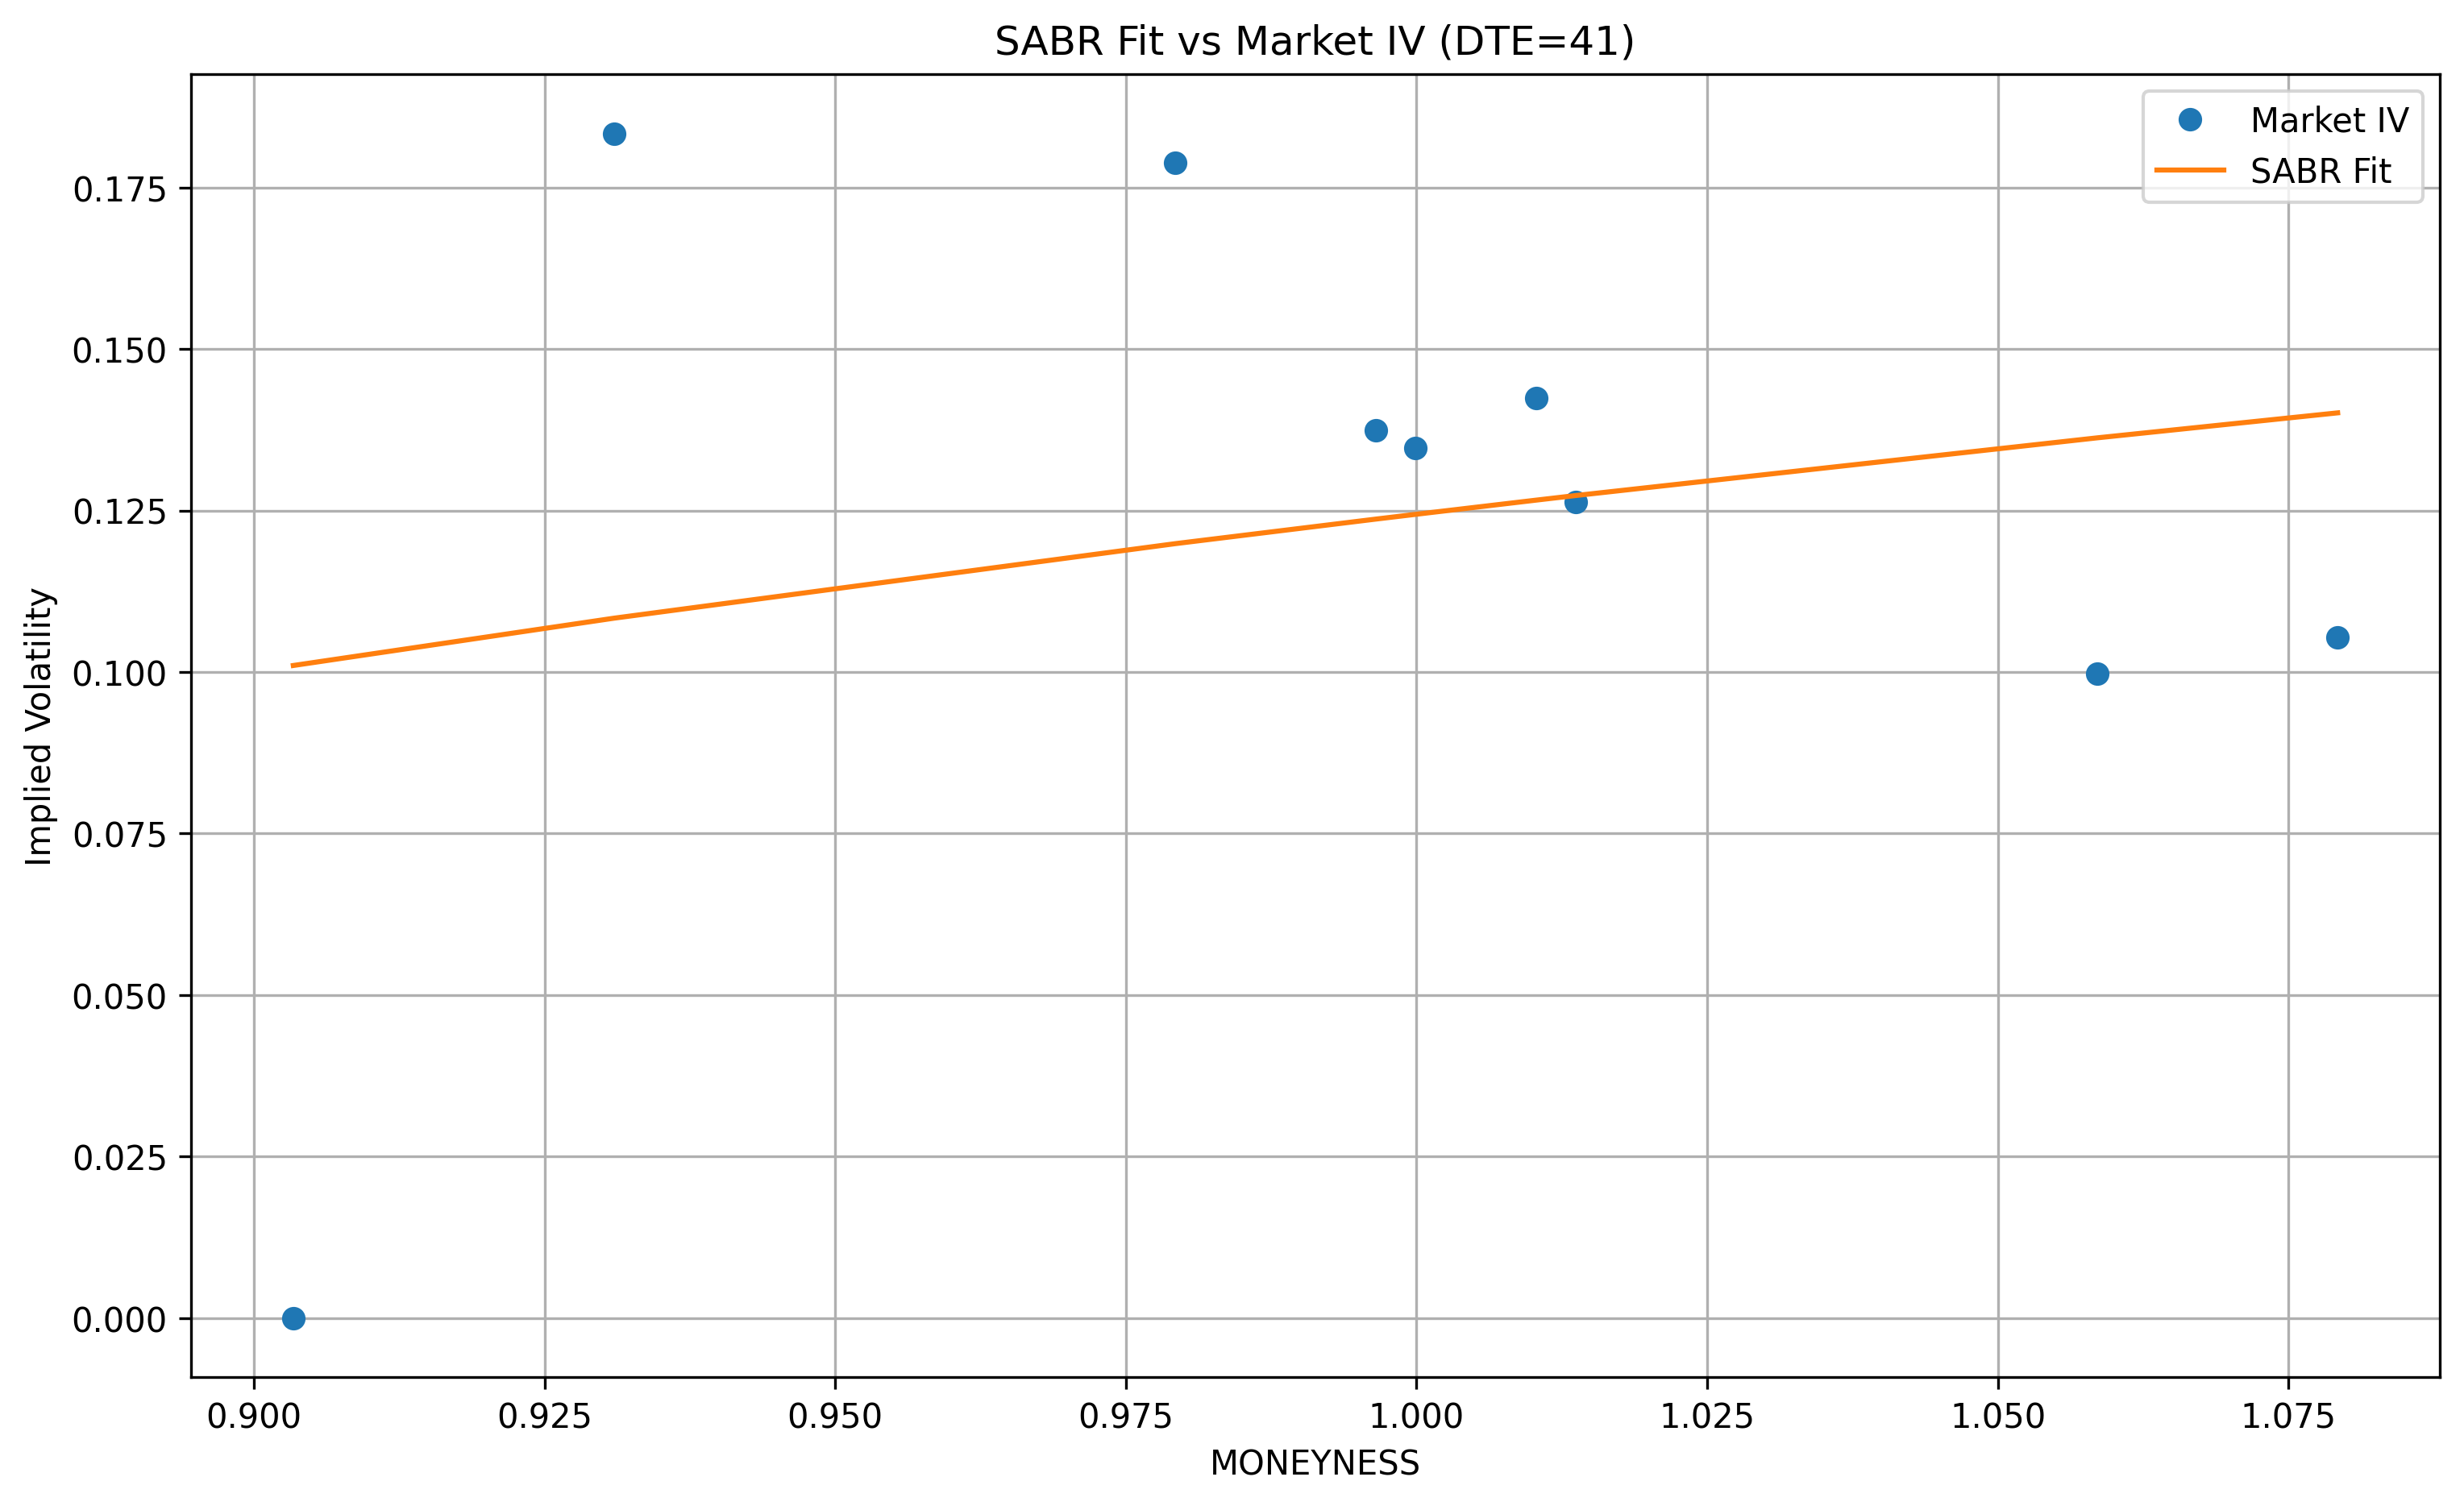 SABR Fit vs Market IV (DTE=41)
Market IV
SABR Fit
Implied Volatility
0.175
0.150
0.125
0.100
0.075
0.050
0.025
0.000
0.900 0.925 0.950 0.975 1.000 1.025 1.050 1.075
MONEYNESS